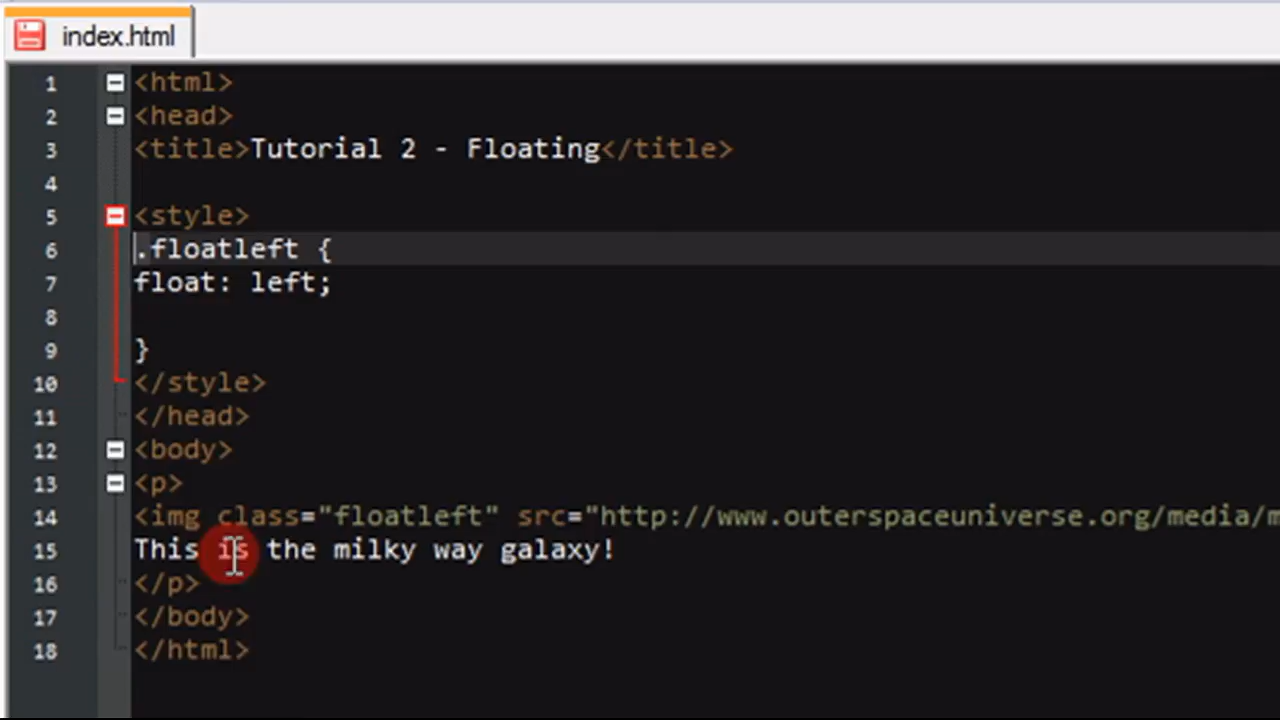 index.html
1 <html>
2 <head>
3 <title>Tutorial 2 - Floating</title>
4
5 <style>
6 .floatleft {
7 float: left;
8
9 }
10 </style>
11 </head>
12 <body>
13 <p>
14 <img class="floatleft" src="http://www.outerspaceuniverse.org/media/m
15 This is the milky way galaxy!
16 </p>
17 </body>
18 </html>